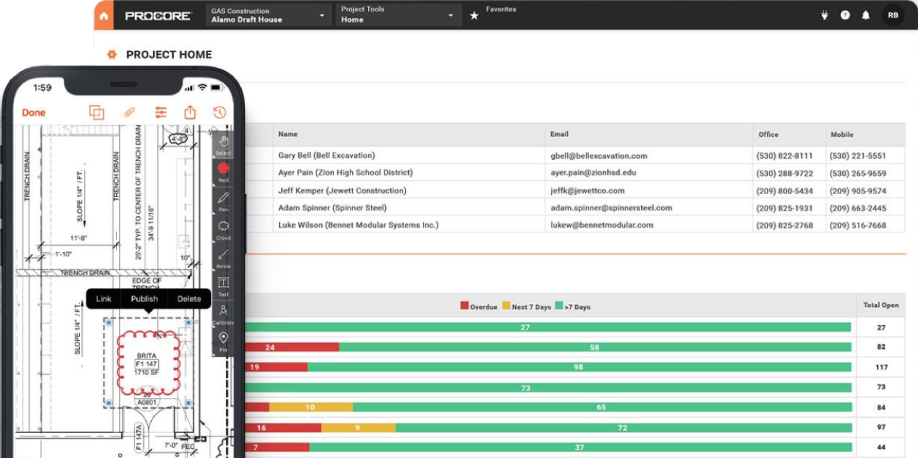 PROCORE
GAS Construction
Alamo Draft House
Project Tools
Home
Favorites
RB
PROJECT HOME
Name Email Office Mobile
Gary Bell (Bell Excavation) gbell@bellexcavation.com (530) 822-8111 (530) 221-5551
Ayer Pain (Zion High School District) ayer.pain@zionhsd.edu (530) 288-9722 (530) 265-9659
Jeff Kemper (Jewett Construction) jeffk@jewettco.com (209) 800-5434 (209) 905-9574
Adam Spinner (Spinner Steel) adam.spinner@spinnersteel.com (209) 825-1931 (209) 663-2445
Luke Wilson (Bennet Modular Systems Inc.) lukew@bennetmodular.com (209) 825-2768 (209) 516-7668
Overdue Next 7 Days >7 Days Total Open
27 27
24 58 82
19 98 117
73 73
10 65 84
16 9 72 97
7 37 44
1:59
Done
4'-8"
Select
Red
Pen
Cloud
Arrow
Text
Calibrate
Pin
TRENCH DRAIN
TRENCH DRAIN
SLOPE 1/4" / FT.
25'-2" TYP. TO CENTER OF TRENCH DRAIN
34'-9 11/16"
11'-8"
1'-10"
10"
TRENCH DRAIN
EDGE OF
TRENCH
Link Publish Delete
SLOPE 1/4" / FT.
BRITA
F1 147
1710 SF
A0801
F1 147A
7'-0"
FEC